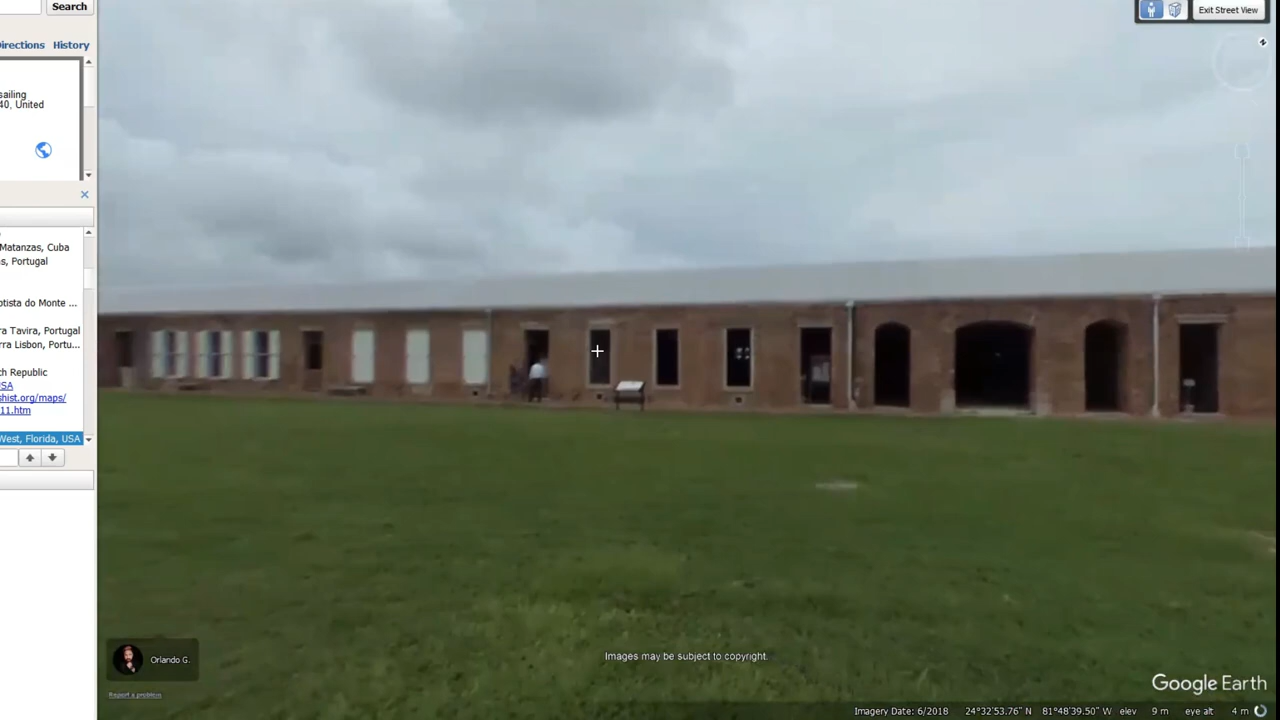 Search
Exit Street View
Directions History
sailing
40, United
Matanzas, Cuba
s, Portugal
ptista do Monte ...
ra Tavira, Portugal
rra Lisbon, Portu...
ch Republic
SA
shist.org/maps/
11.htm
West, Florida, USA
Orlando G.
Report a problem
Images may be subject to copyright.
Google Earth
Imagery Date: 6/2018 24°32'53.76" N 81°48'39.50" W elev 9 m eye alt 4 m